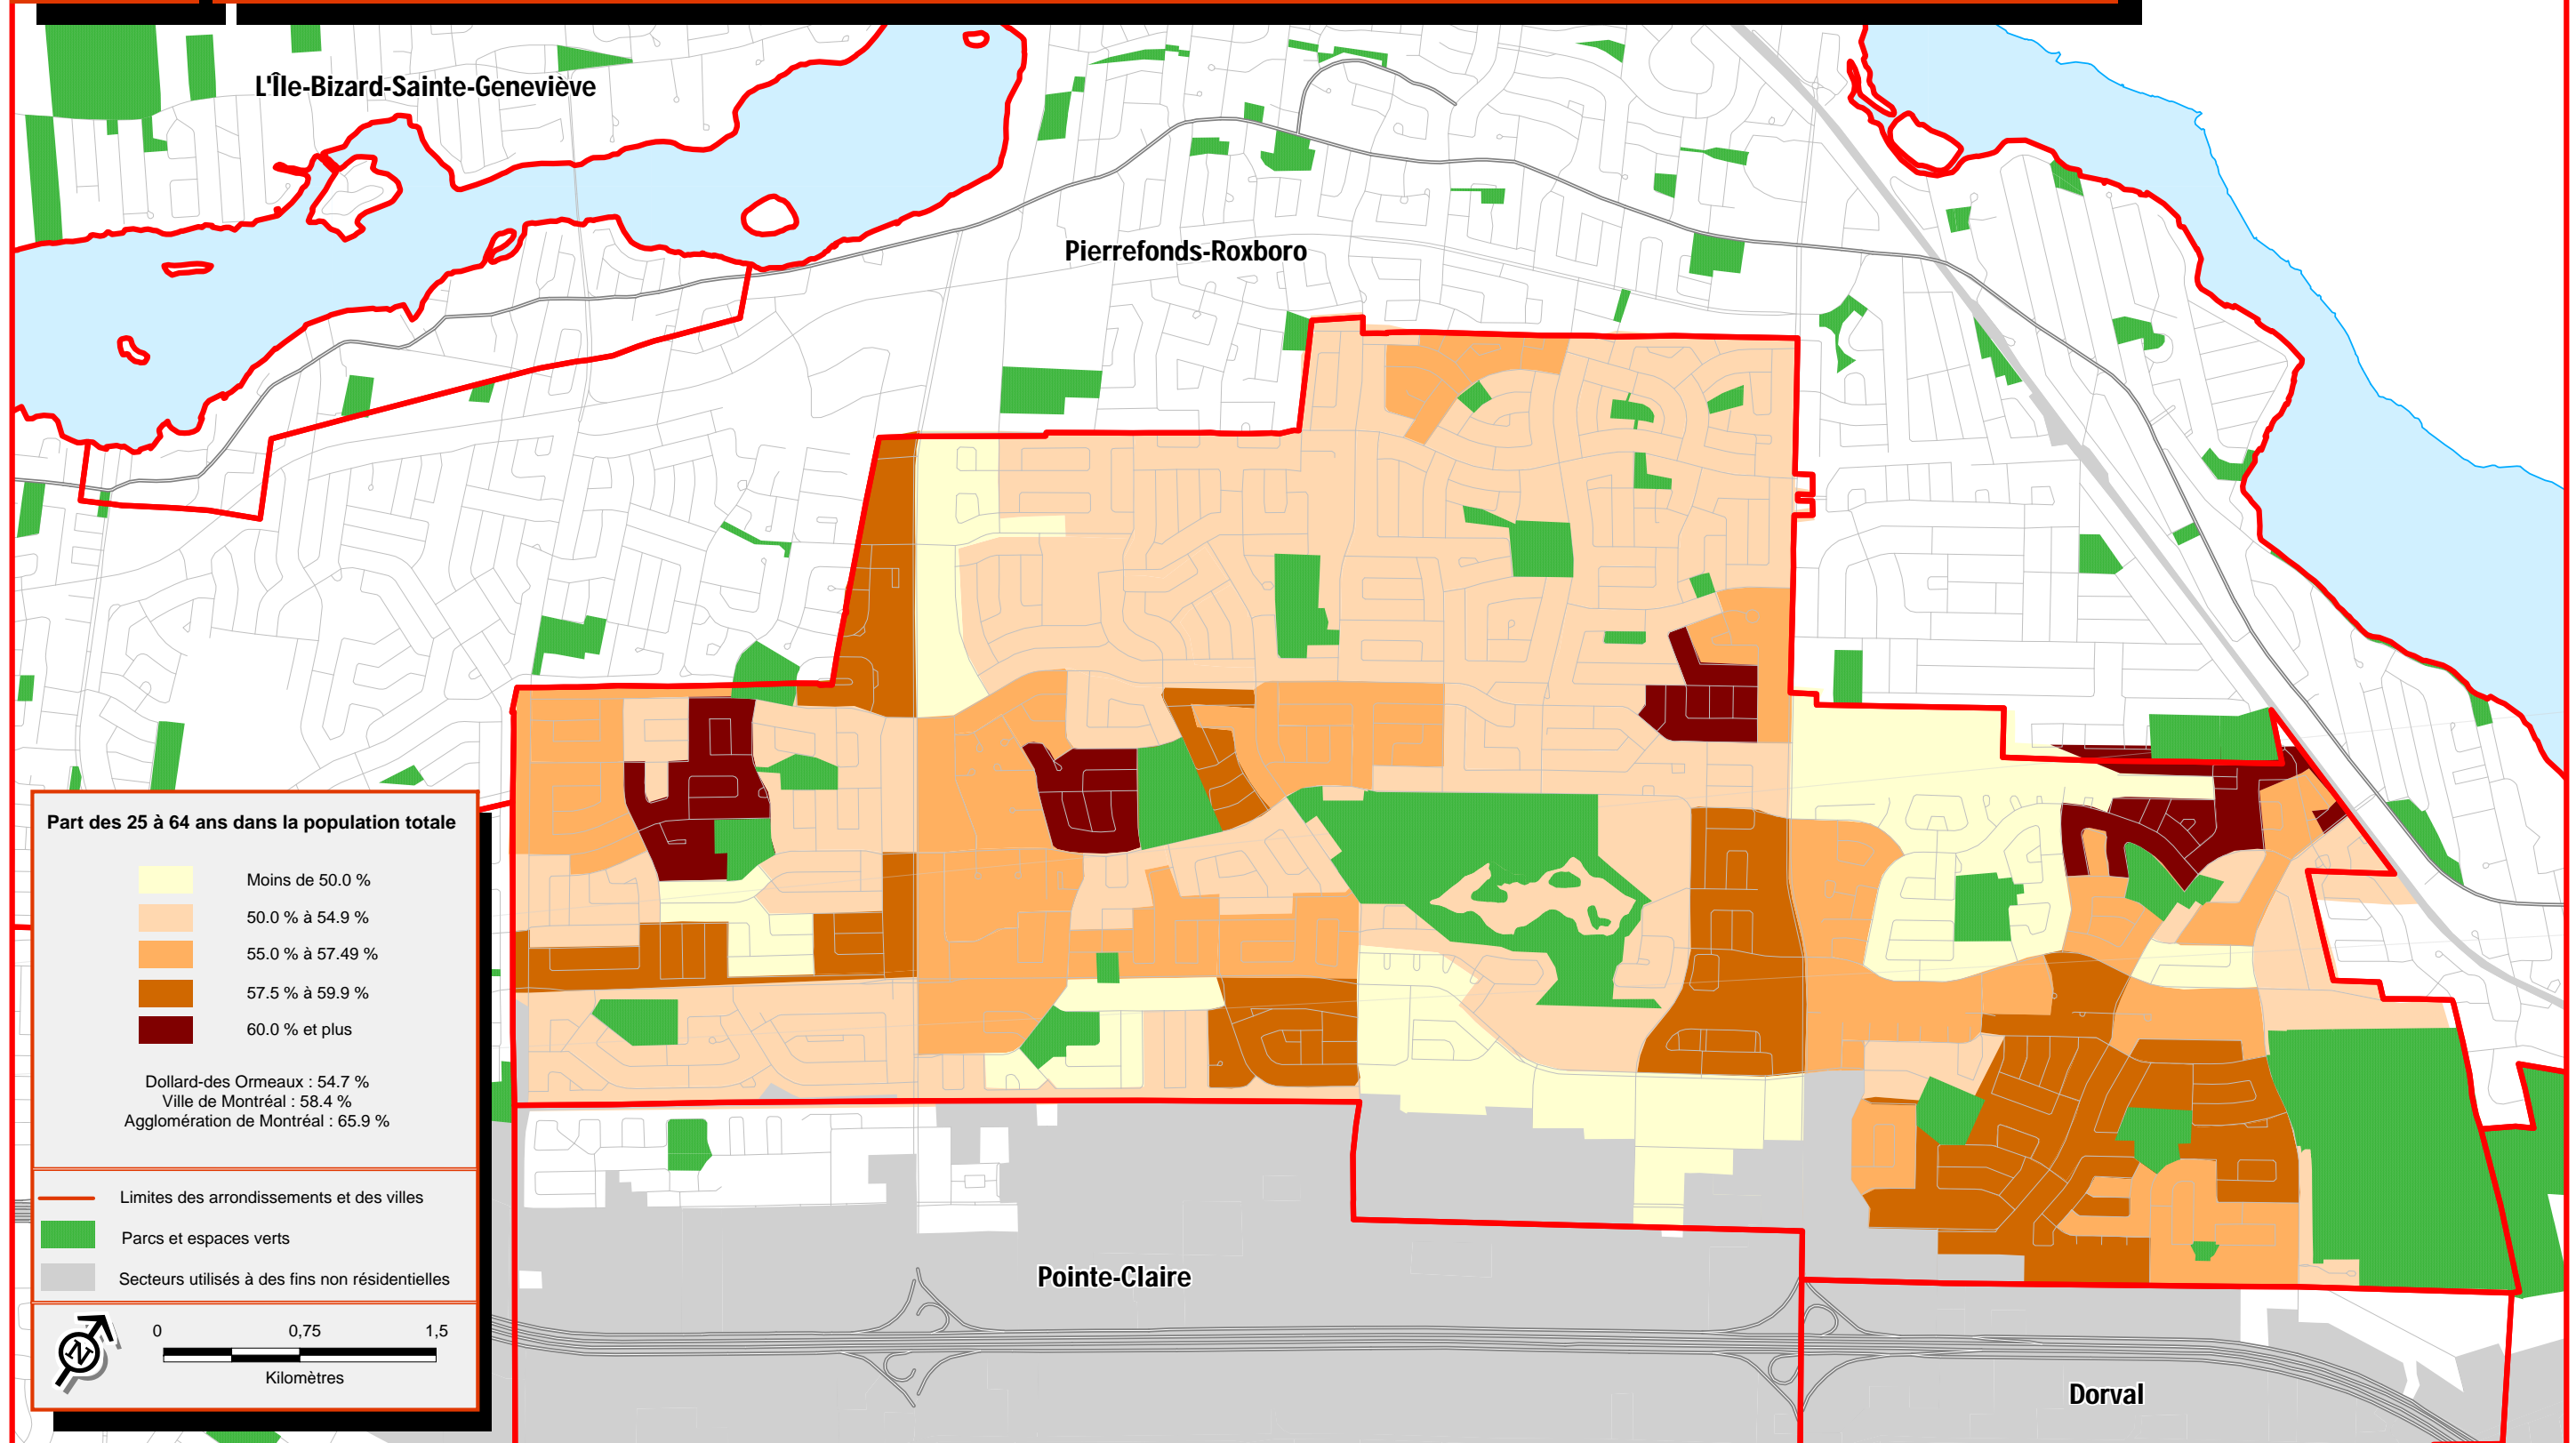 L'Île-Bizard-Sainte-Geneviève
Pierrefonds-Roxboro
Part des 25 à 64 ans dans la population totale
Moins de 50.0 %
50.0 % à 54.9 %
55.0 % à 57.49 %
57.5 % à 59.9 %
60.0 % et plus
Dollard-des Ormeaux : 54.7 %
Ville de Montréal : 58.4 %
Agglomération de Montréal : 65.9 %
Limites des arrondissements et des villes
Parcs et espaces verts
Secteurs utilisés à des fins non résidentielles
N
0 0,75 1,5
Kilomètres
Pointe-Claire
Dorval